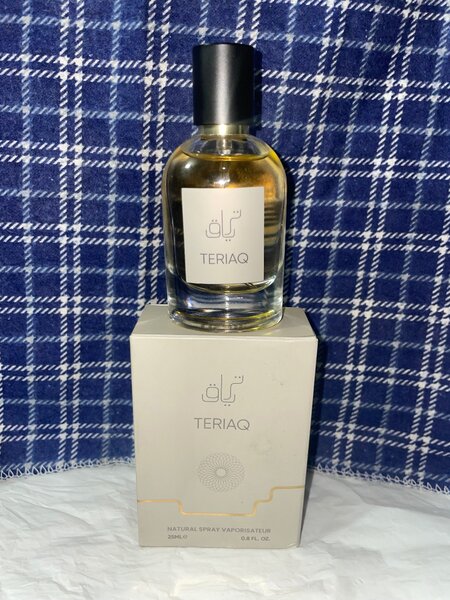 ترياق
TERIAQ
ترياق
TERIAQ
NATURAL SPRAY VAPORISATEUR
25ML℮ 0.8 FL. OZ.